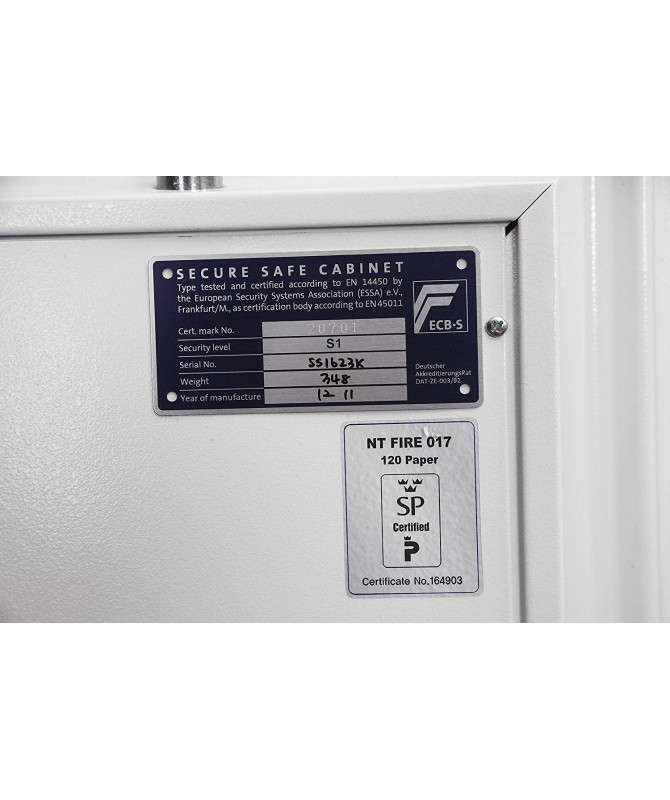 SECURE SAFE CABINET
Type tested and certified according to EN 14450 by
the European Security Systems Association (ESSA) e.V.,
Frankfurt/M., as certification body according to EN 45011
Cert. mark No. 20701
Security level S1
Serial No. SS1623K
Weight 348
Year of manufacture 12 11
ECB·S
Deutscher
AkkreditierungsRat
DAT-ZE-003/92
NT FIRE 017
120 Paper
SP
Certified
P
Certificate No.164903